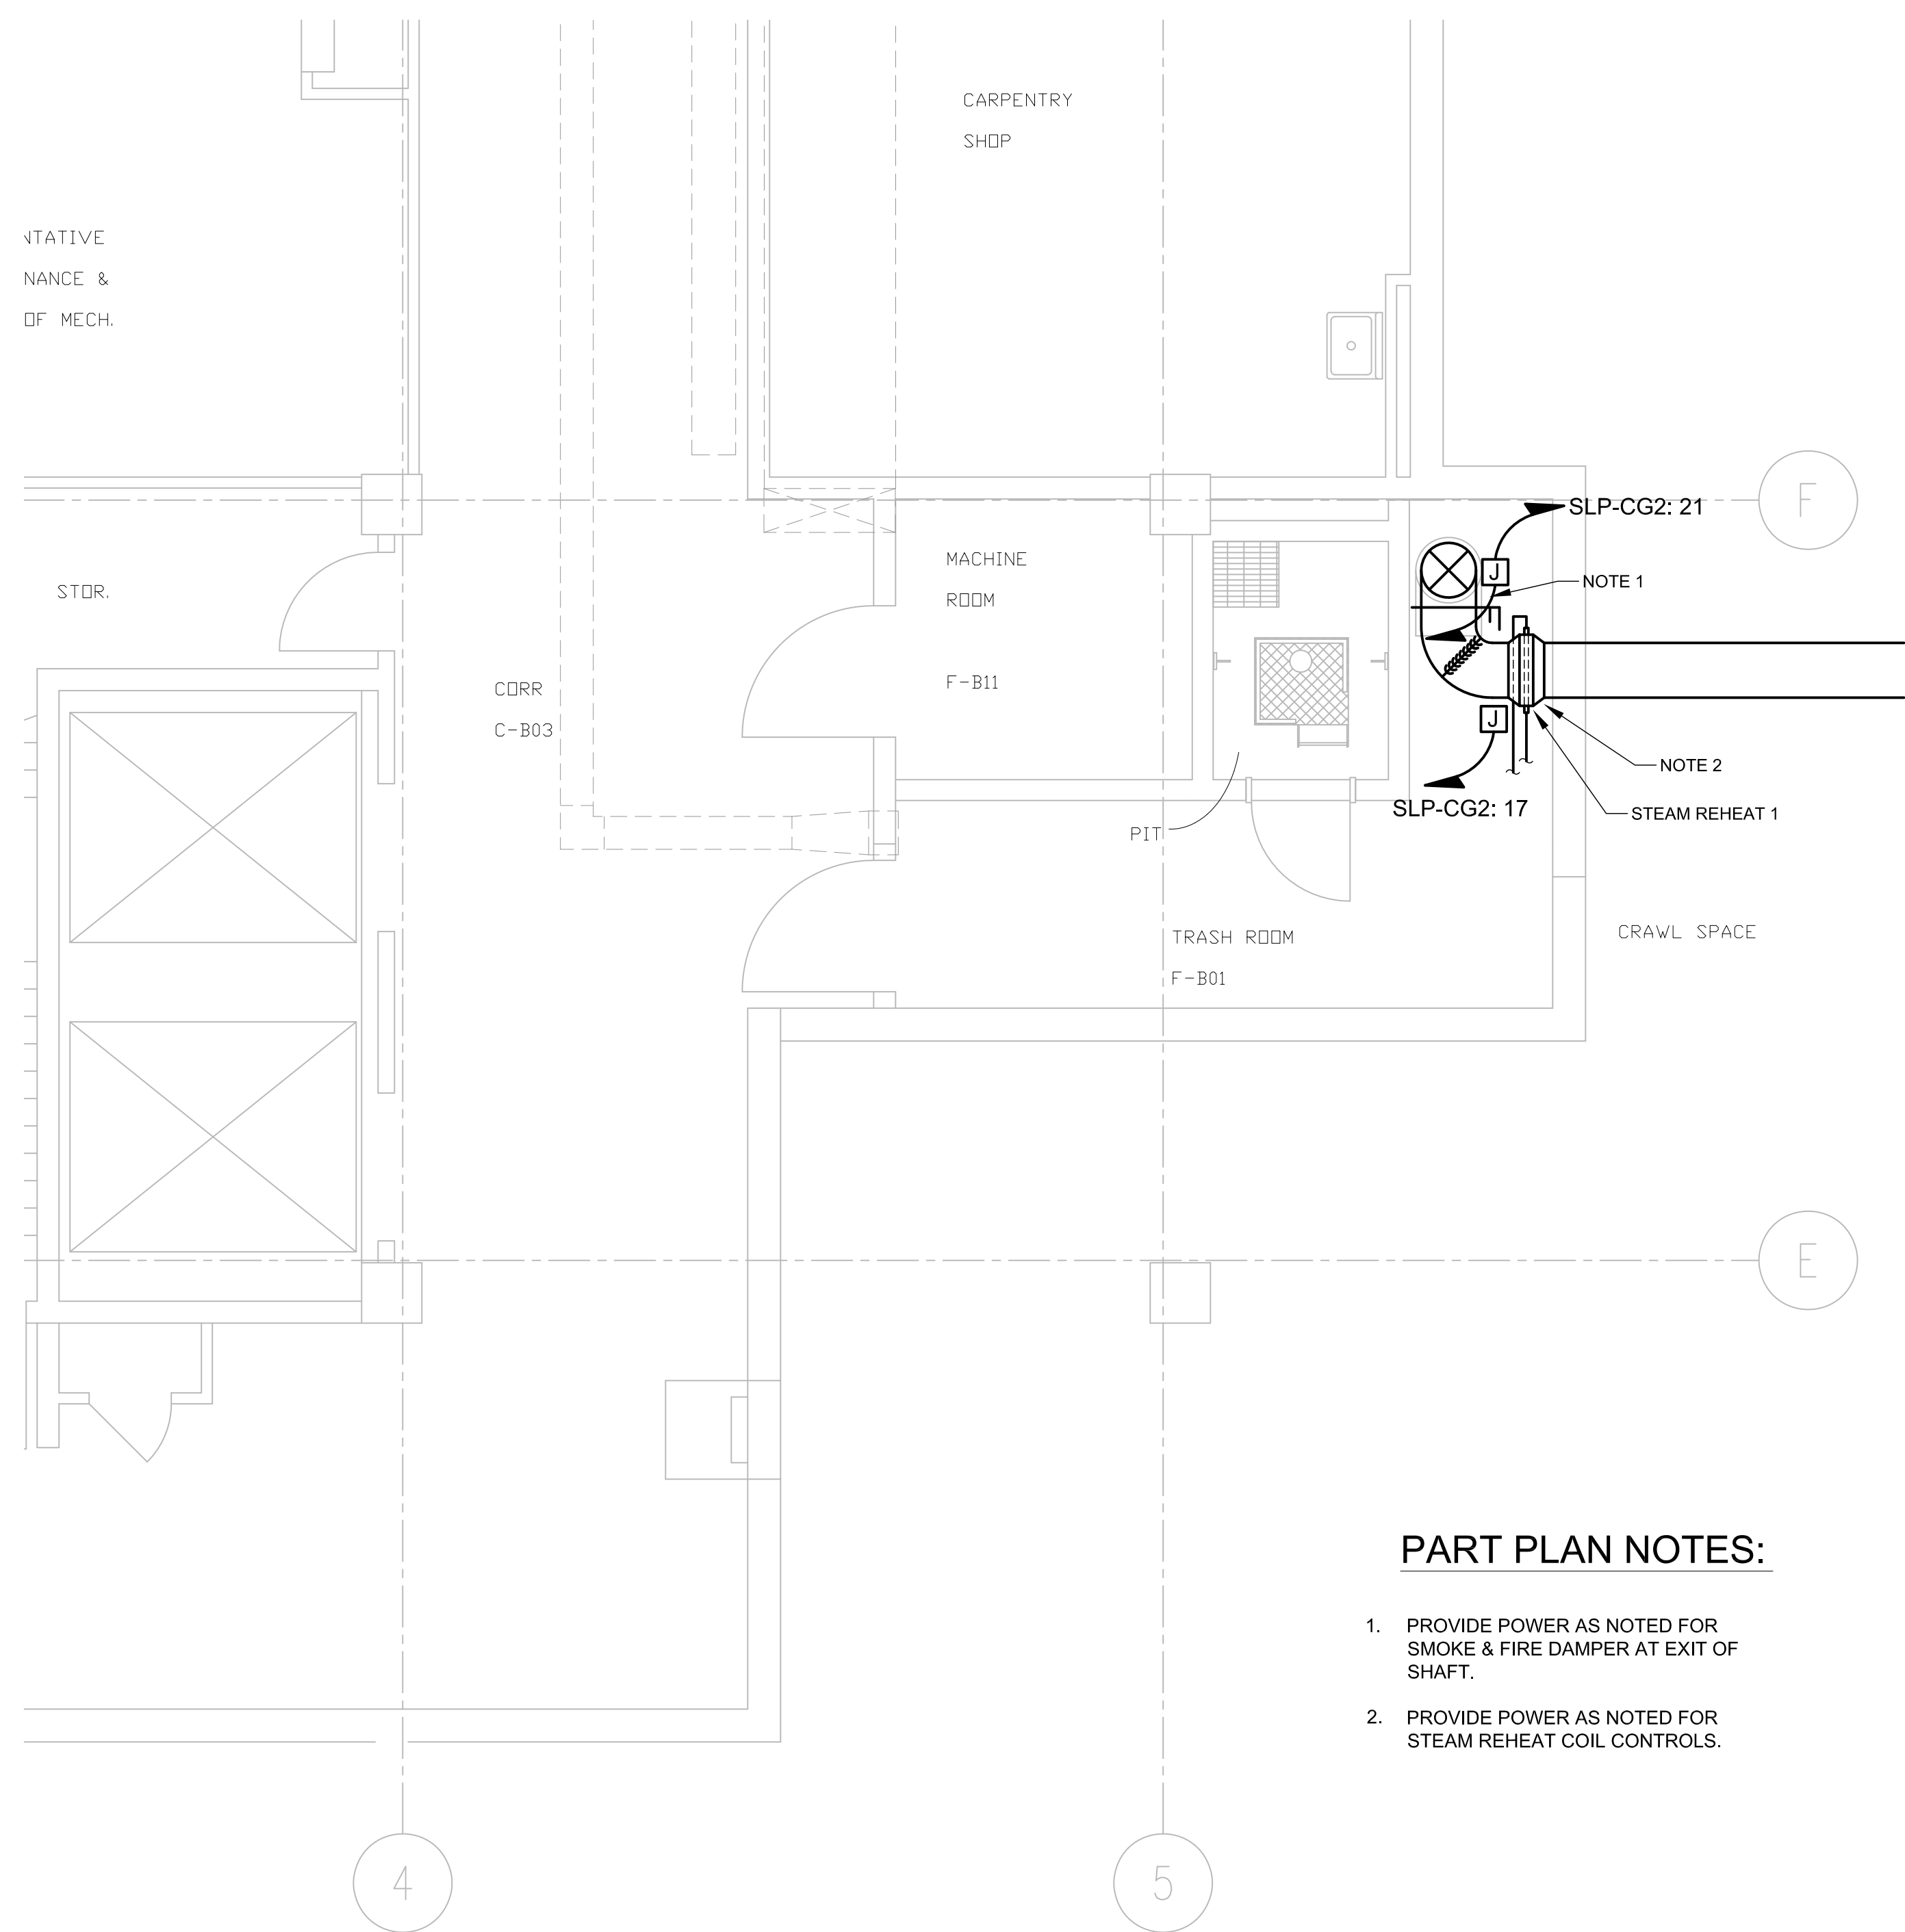 CARPENTRY
SHOP
NTATIVE
NANCE &
OF MECH.
F
SLP-CG2: 21
J
NOTE 1
STOR.
MACHINE
ROOM
F-B11
CORR
C-B03
J
NOTE 2
SLP-CG2: 17
STEAM REHEAT 1
PIT
TRASH ROOM
F-B01
CRAWL SPACE
E
PART PLAN NOTES:
1. PROVIDE POWER AS NOTED FOR
SMOKE & FIRE DAMPER AT EXIT OF
SHAFT.
2. PROVIDE POWER AS NOTED FOR
STEAM REHEAT COIL CONTROLS.
4
5